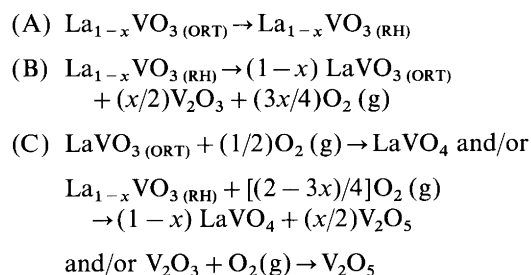 (A) La₁₋ₓVO₃ (ORT) → La₁₋ₓVO₃ (RH)
(B) La₁₋ₓVO₃ (RH) → (1−x) LaVO₃ (ORT)
+ (x/2)V₂O₃ + (3x/4)O₂ (g)
(C) LaVO₃ (ORT) + (1/2)O₂ (g) → LaVO₄ and/or
La₁₋ₓVO₃ (RH) + [(2−3x)/4]O₂ (g)
→ (1−x) LaVO₄ + (x/2)V₂O₅
and/or V₂O₃ + O₂(g) → V₂O₅